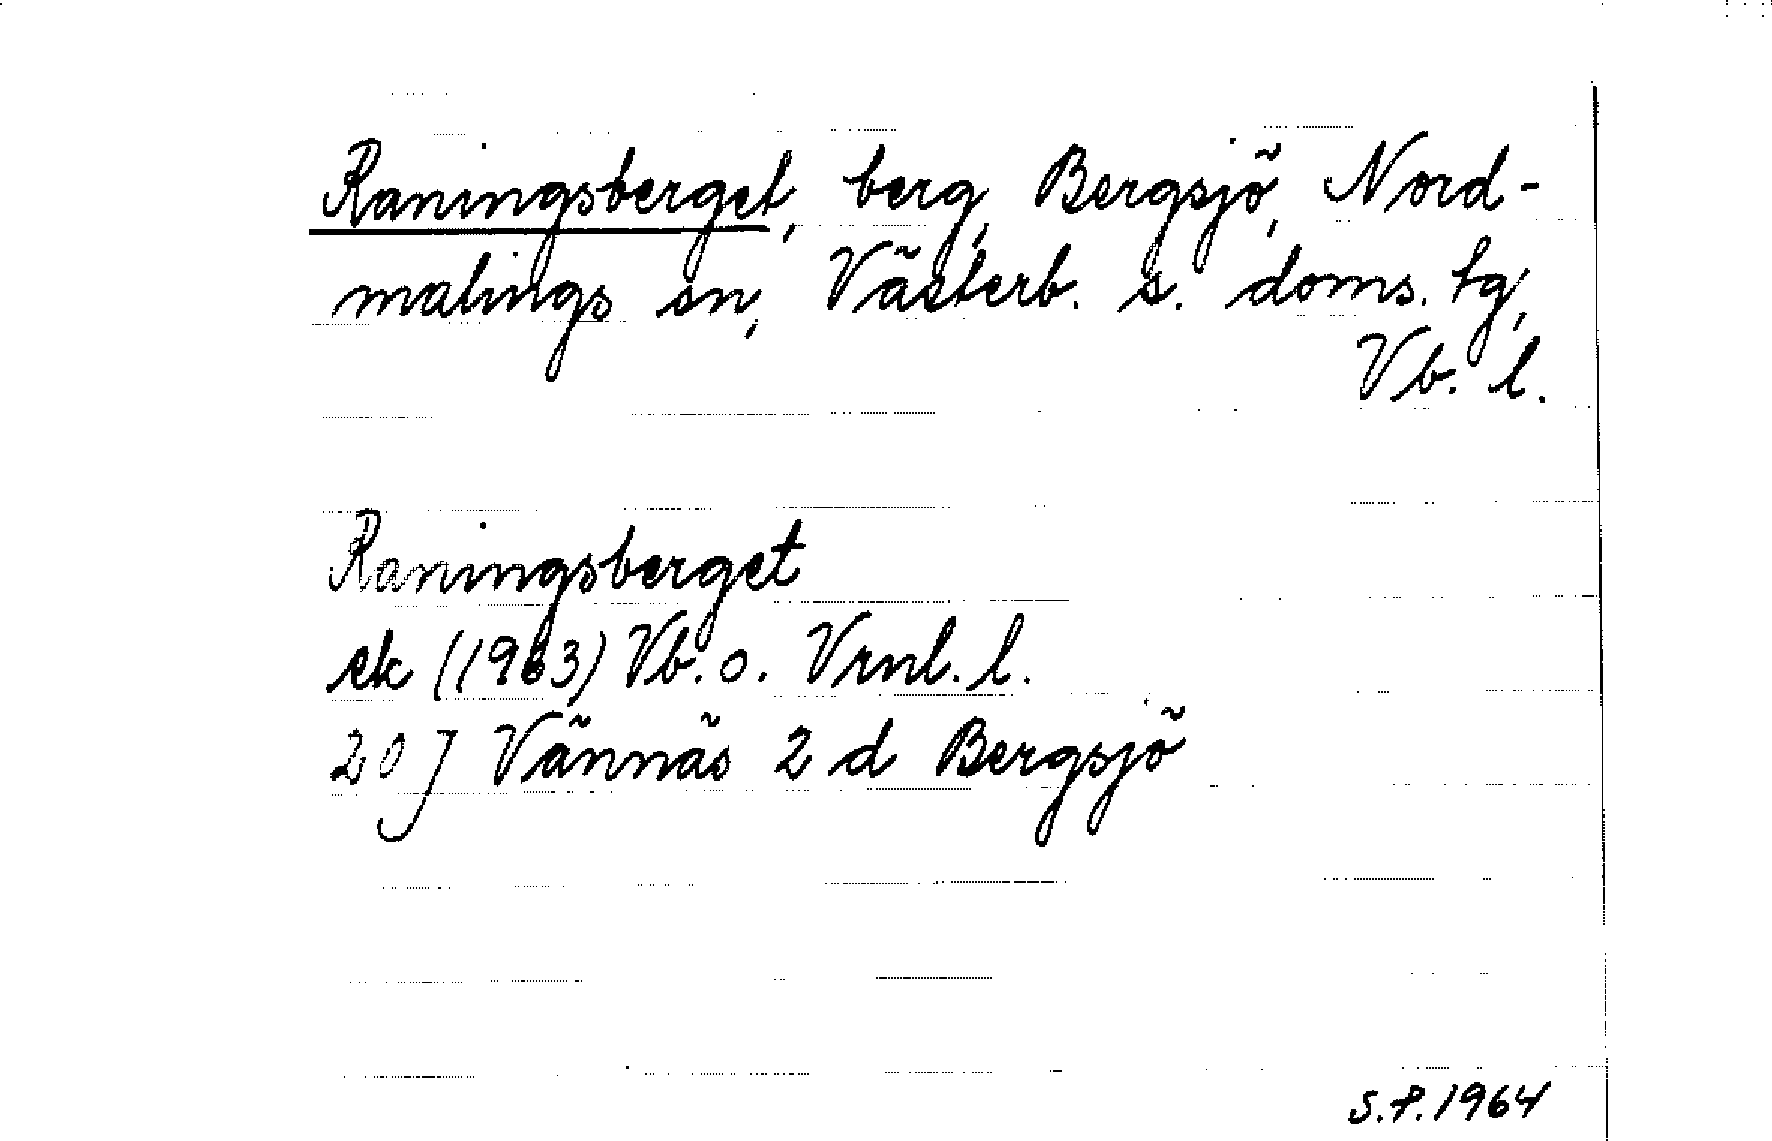 Raningsberget, berg, Bergsjö, Nord-
malings sn, Västerb. s. doms. tg,
Vb. l.
Raningsberget
ek (1963) Vb. o. Vrnl. l.
20 J Vännäs 2 d Bergsjö
S.P. 1964